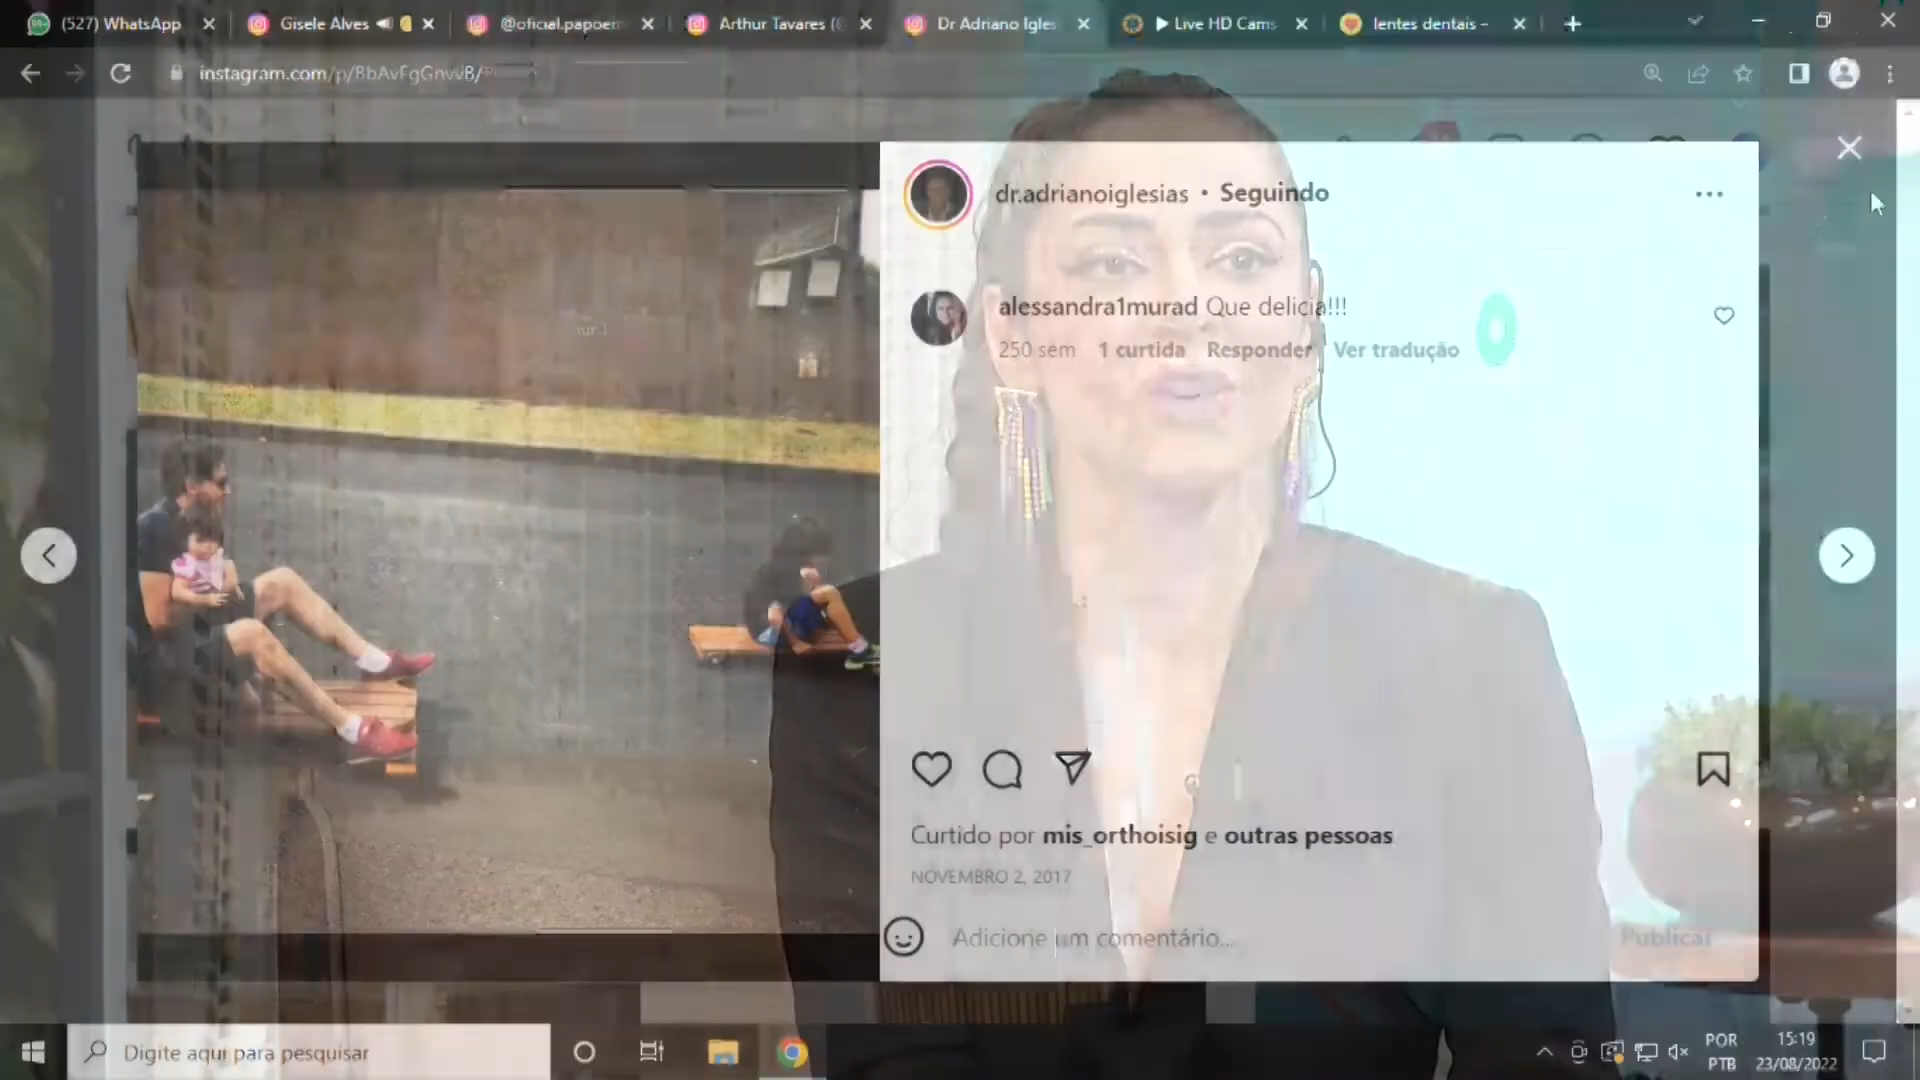 (527) WhatsApp
Gisele Alves
@oficial.papoem
Arthur Tavares (@
Dr Adriano Igles
▶ Live HD Cams
lentes dentais -
instagram.com/p/BbAvFgGnvvB/
dr.adrianoiglesias • Seguindo
alessandra1murad Que delicia!!!
250 sem 1 curtida Responder Ver tradução
Curtido por mis_orthoisig e outras pessoas
NOVEMBRO 2, 2017
Adicione um comentário...
Publicar
Digite aqui para pesquisar
POR
PTB
15:19
23/08/2022